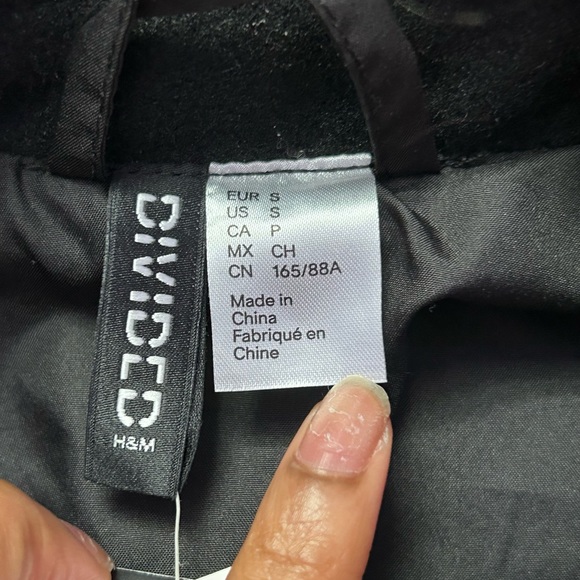 DIVIDED
H&M
EUR S
US S
CA P
MX CH
CN 165/88A
Made in
China
Fabriqué en
Chine